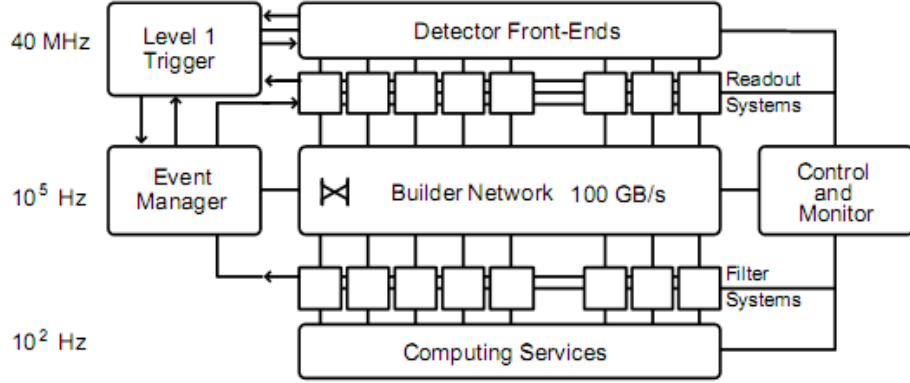 40 MHz
Level 1
Trigger
Detector Front-Ends
Readout
Systems
10⁵ Hz
Event
Manager
Builder Network 100 GB/s
Control
and
Monitor
Filter
Systems
10² Hz
Computing Services